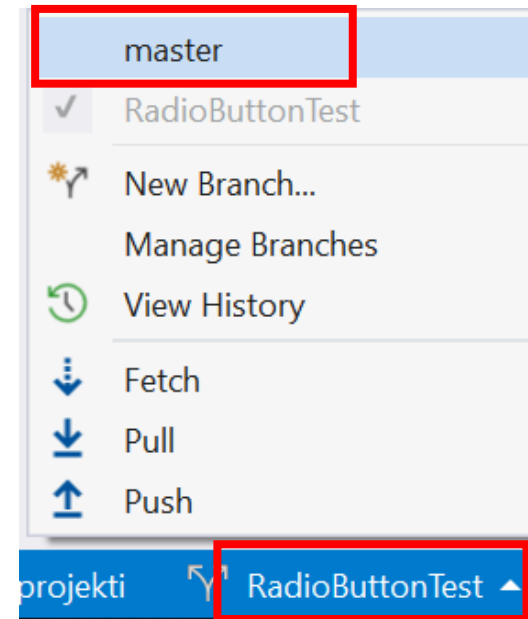 master
RadioButtonTest
New Branch...
Manage Branches
View History
Fetch
Pull
Push
projekti RadioButtonTest